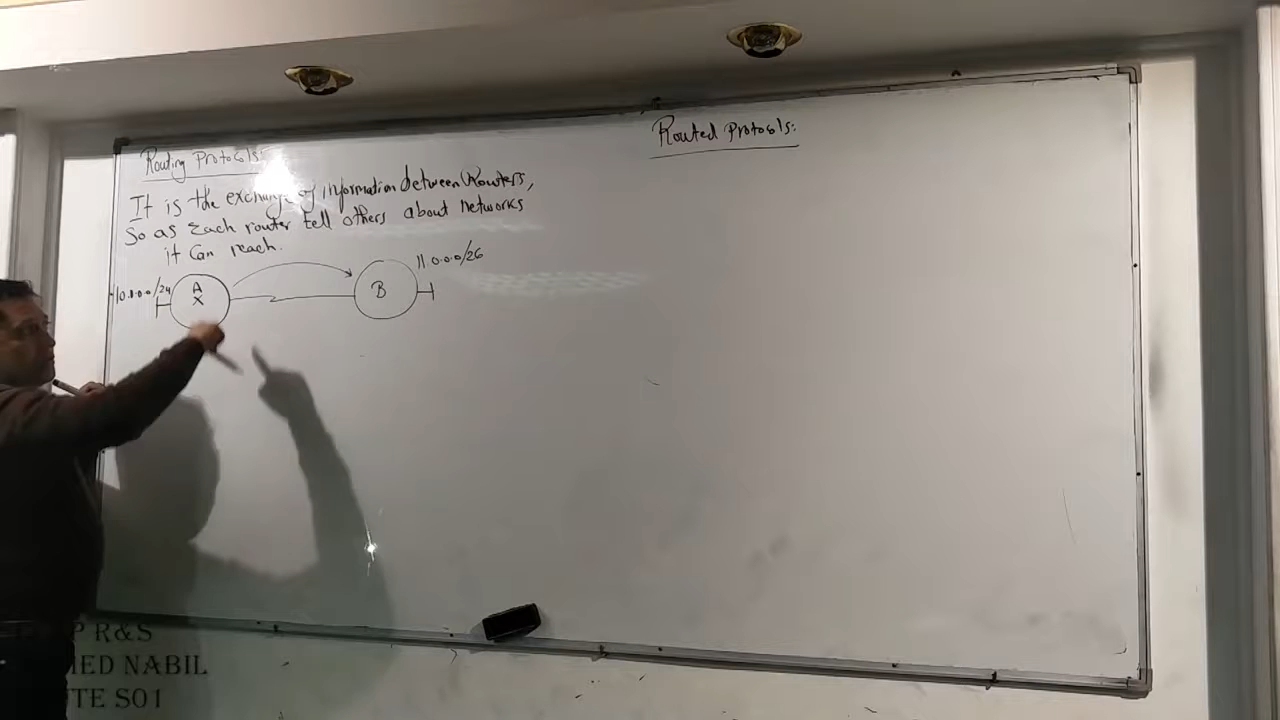 Routing Protocols:
It is the exchange of information between Routers,
So as Each router tell others about networks
it Can reach.
10.0.0.0/24
A
X
B
11.0.0.0/26
Routed Protocols:
P R&S
MED NABIL
TE S01